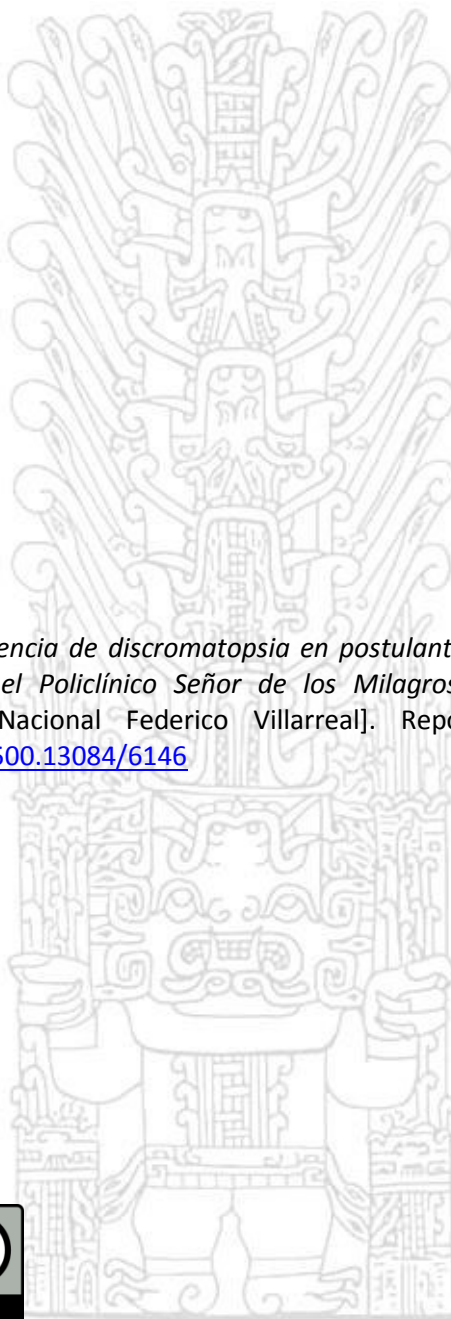 encia de discromatopsia en postulant
el Policlínico Señor de los Milagros
Nacional Federico Villarreal]. Repo
500.13084/6146